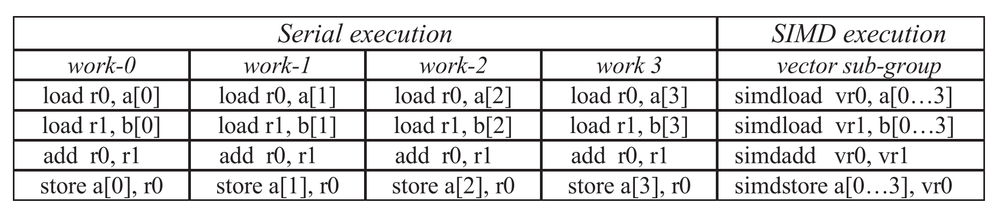 Serial execution SIMD execution
work-0 work-1 work-2 work 3 vector sub-group
load r0, a[0] load r0, a[1] load r0, a[2] load r0, a[3] simdload vr0, a[0…3]
load r1, b[0] load r1, b[1] load r1, b[2] load r1, b[3] simdload vr1, b[0…3]
add r0, r1 add r0, r1 add r0, r1 add r0, r1 simdadd vr0, vr1
store a[0], r0 store a[1], r0 store a[2], r0 store a[3], r0 simdstore a[0…3], vr0